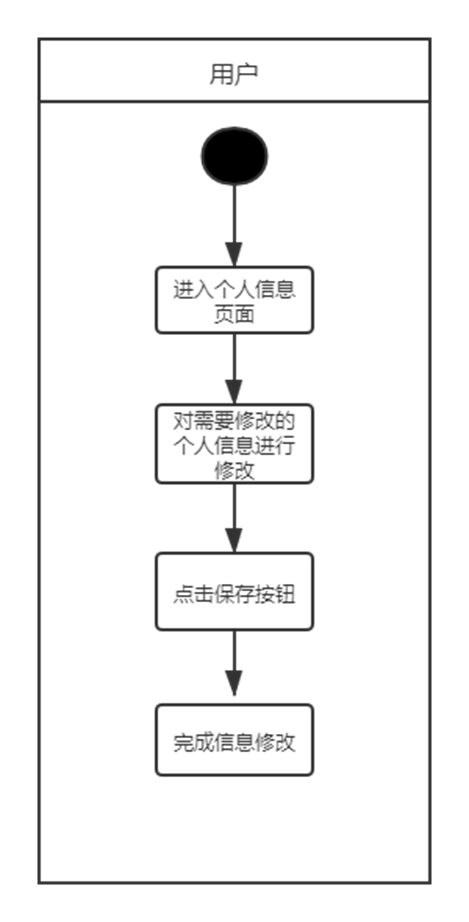 用户
进入个人信息
页面
对需要修改的
个人信息进行
修改
点击保存按钮
完成信息修改